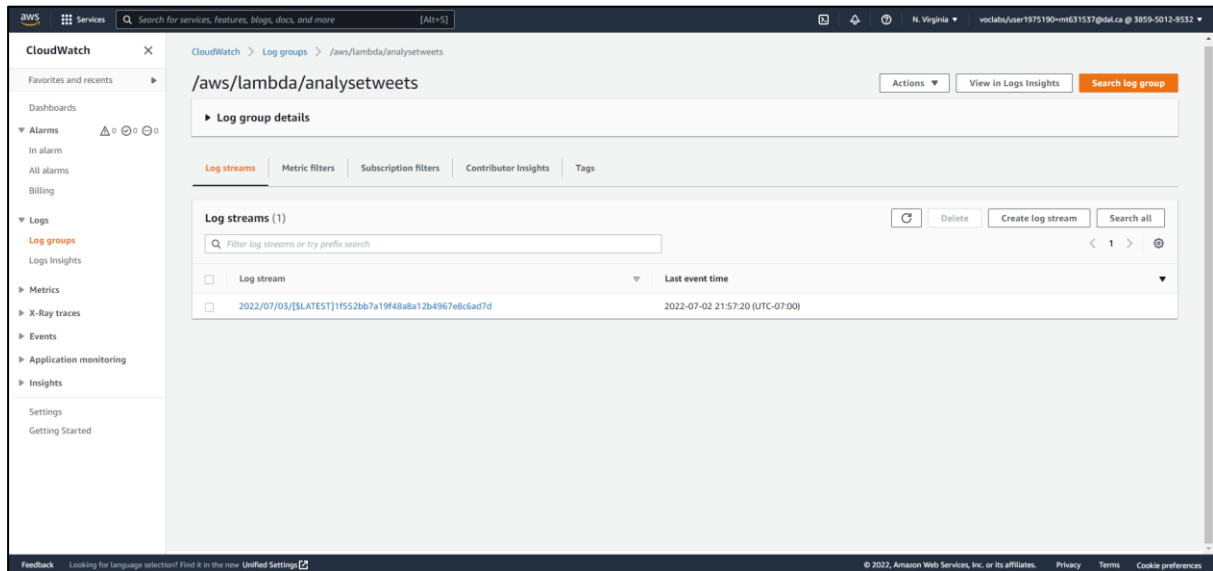 aws Services Search for services, features, blogs, docs, and more [Alt+S] N. Virginia ▼ voclabs/user1975190=mt631537@dal.ca @ 3859-5012-9532 ▼
CloudWatch
Favorites and recents
Dashboards
Alarms 0 0 0
In alarm
All alarms
Billing
Logs
Log groups
Logs Insights
Metrics
X-Ray traces
Events
Application monitoring
Insights
Settings
Getting Started
CloudWatch > Log groups > /aws/lambda/analysetweets
/aws/lambda/analysetweets
Actions ▼ View in Logs Insights Search log group
Log group details
Log streams Metric filters Subscription filters Contributor Insights Tags
Log streams (1)
Delete Create log stream Search all
Filter log streams or try prefix search
< 1 >
Log stream Last event time
2022/07/03/[$LATEST]1f552bb7a19f48a8a12b4967e8c6ad7d 2022-07-02 21:57:20 (UTC-07:00)
Feedback Looking for language selection? Find it in the new Unified Settings © 2022, Amazon Web Services, Inc. or its affiliates. Privacy Terms Cookie preferences